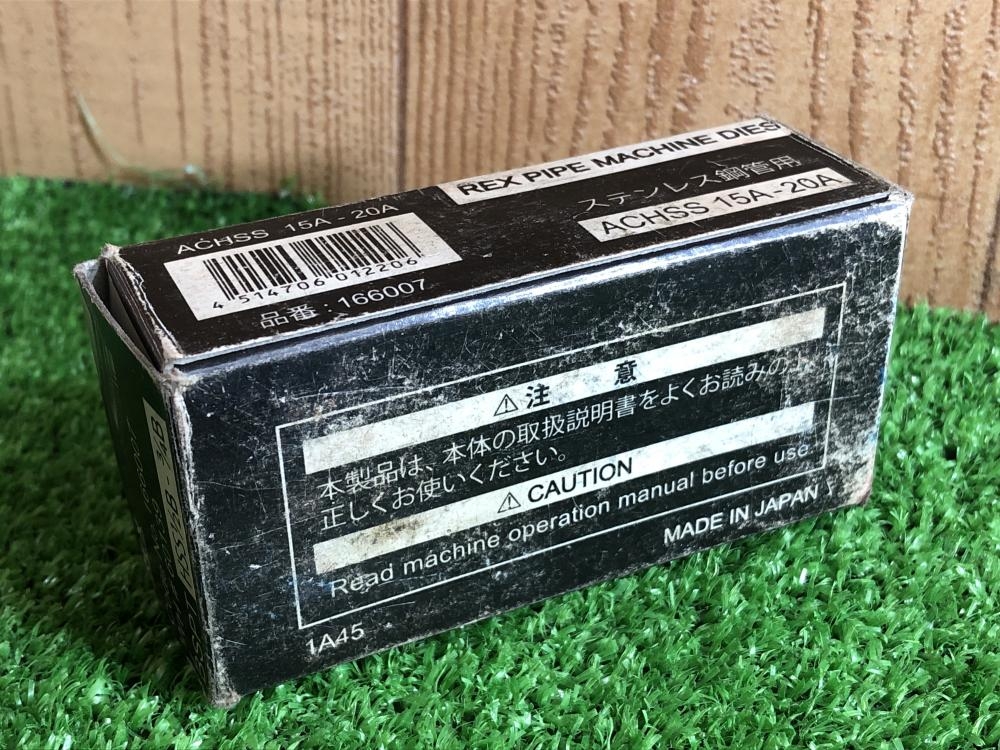 REX PIPE MACHINE DIES
ステンレス鋼管用
ACHSS 15A-20A
ACHSS 15A - 20A
4 514706 012206
品番:166007
⚠注 意
本製品は、本体の取扱説明書をよくお読みの上
正しくお使いください。
⚠CAUTION
Read machine operation manual before use.
MADE IN JAPAN
1A45